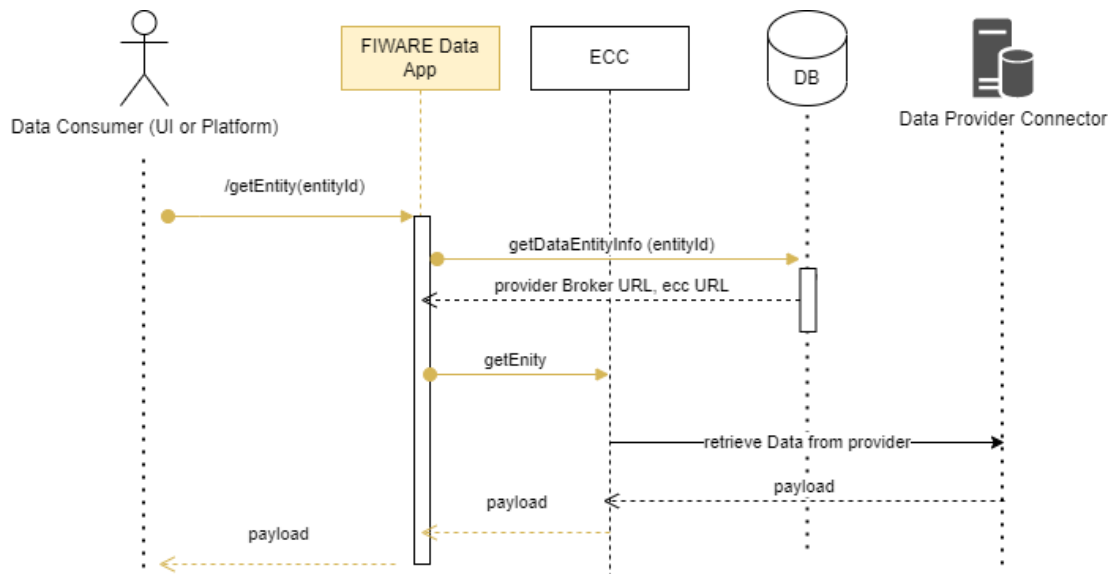 FIWARE Data
App
ECC
DB
Data Consumer (UI or Platform)
Data Provider Connector
/getEntity(entityId)
getDataEntityInfo (entityId)
provider Broker URL, ecc URL
getEnity
retrieve Data from provider
payload
payload
payload